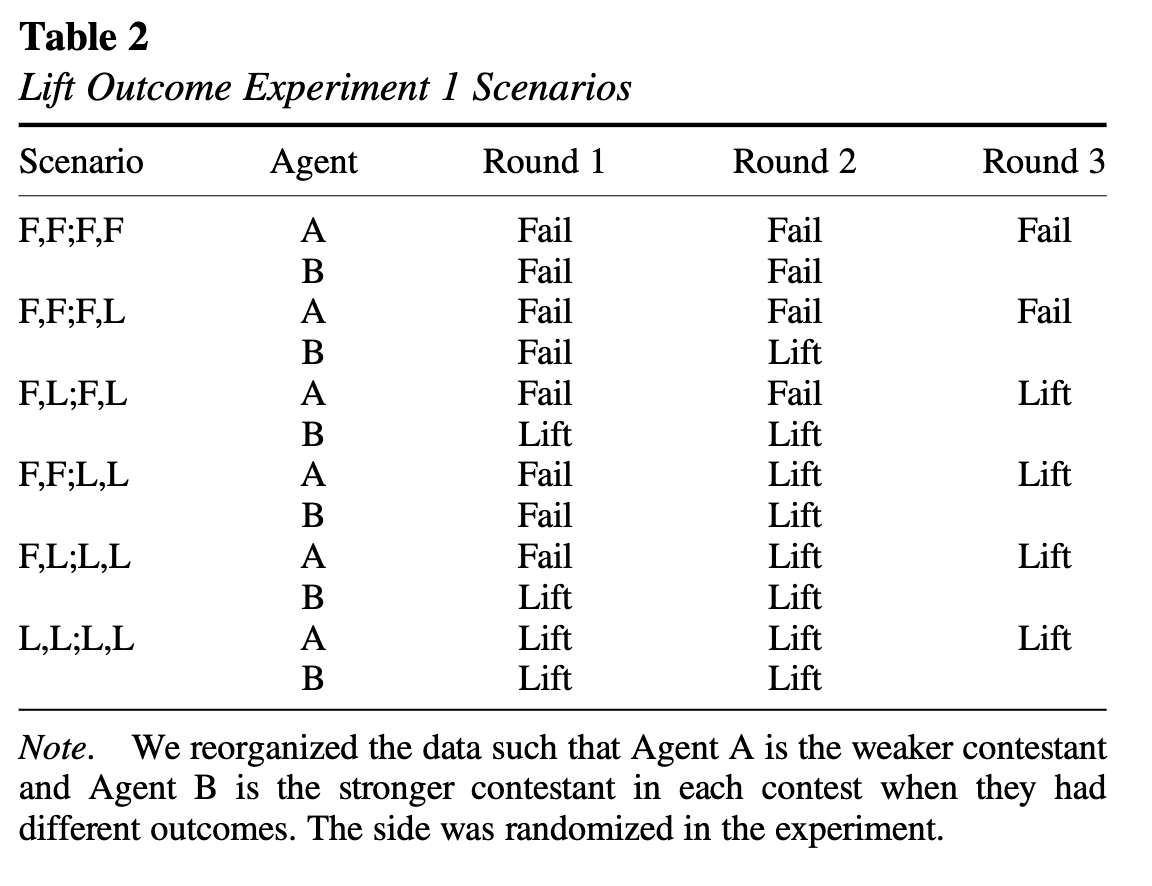 Table 2
Lift Outcome Experiment 1 Scenarios
Scenario Agent Round 1 Round 2 Round 3
F,F;F,F A Fail Fail Fail
B Fail Fail
F,F;F,L A Fail Fail Fail
B Fail Lift
F,L;F,L A Fail Fail Lift
B Lift Lift
F,F;L,L A Fail Lift Lift
B Fail Lift
F,L;L,L A Fail Lift Lift
B Lift Lift
L,L;L,L A Lift Lift Lift
B Lift Lift
Note. We reorganized the data such that Agent A is the weaker contestant
and Agent B is the stronger contestant in each contest when they had
different outcomes. The side was randomized in the experiment.